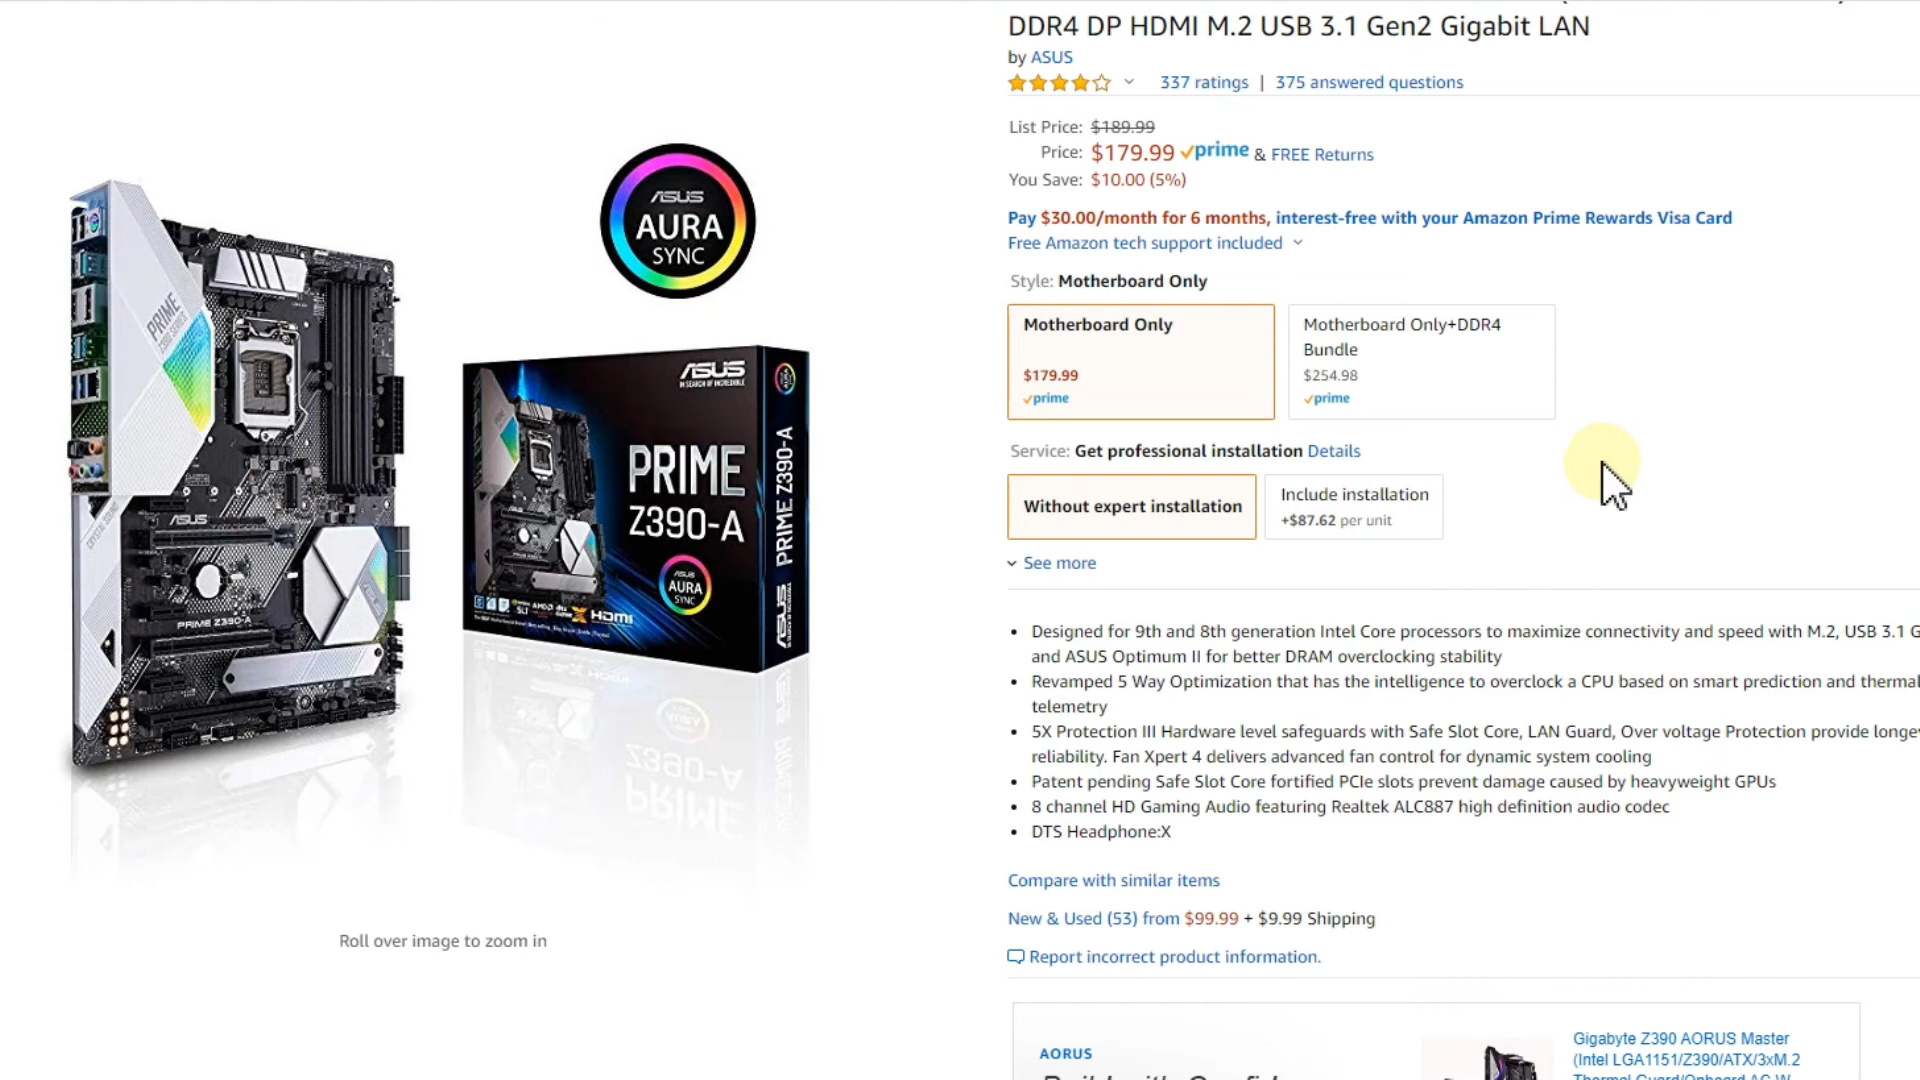 DDR4 DP HDMI M.2 USB 3.1 Gen2 Gigabit LAN
by ASUS
337 ratings | 375 answered questions
List Price: $189.99
Price: $179.99 prime & FREE Returns
You Save: $10.00 (5%)
Pay $30.00/month for 6 months, interest-free with your Amazon Prime Rewards Visa Card
Free Amazon tech support included
Style: Motherboard Only
Motherboard Only
$179.99
prime
Motherboard Only+DDR4
Bundle
$254.98
prime
Service: Get professional installation Details
Without expert installation
Include installation
+$87.62 per unit
See more
• Designed for 9th and 8th generation Intel Core processors to maximize connectivity and speed with M.2, USB 3.1 G
and ASUS Optimum II for better DRAM overclocking stability
• Revamped 5 Way Optimization that has the intelligence to overclock a CPU based on smart prediction and thermal
telemetry
• 5X Protection III Hardware level safeguards with Safe Slot Core, LAN Guard, Over voltage Protection provide longe
reliability. Fan Xpert 4 delivers advanced fan control for dynamic system cooling
• Patent pending Safe Slot Core fortified PCIe slots prevent damage caused by heavyweight GPUs
• 8 channel HD Gaming Audio featuring Realtek ALC887 high definition audio codec
• DTS Headphone:X
Compare with similar items
New & Used (53) from $99.99 + $9.99 Shipping
Report incorrect product information.
AORUS
Gigabyte Z390 AORUS Master
(Intel LGA1151/Z390/ATX/3xM.2
ASUS
AURA
SYNC
PRIME
ASUS
PRIME Z390-A
ASUS
IN SEARCH OF INCREDIBLE
PRIME
Z390-A
ASUS
AURA
SYNC
SLI
AMD
X
HDMI
PRIME Z390-A
ASUS
Roll over image to zoom in